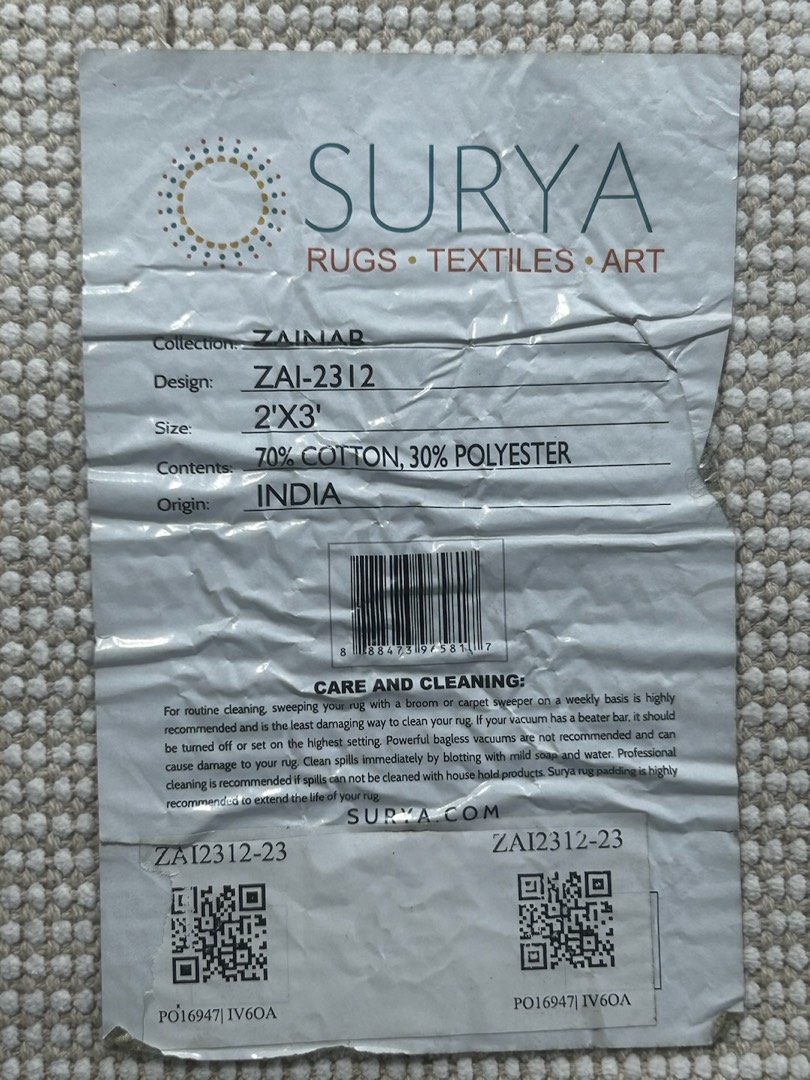 SURYA
RUGS • TEXTILES • ART
Collection: ZAINAB
Design: ZAI-2312
Size: 2'X3'
Contents: 70% COTTON, 30% POLYESTER
Origin: INDIA
8 88473 7
CARE AND CLEANING:
For routine cleaning, sweeping your rug with a broom or carpet sweeper on a weekly basis is highly
recommended and is the least damaging way to clean your rug. If your vacuum has a beater bar, it should
be turned off or set on the highest setting. Powerful bagless vacuums are not recommended and can
cause damage to your rug. Clean spills immediately by blotting with mild soap and water. Professional
cleaning is recommended if spills can not be cleaned with house hold products. Surya rug padding is highly
recommended to extend the life of your rug.
SURYA.COM
ZAI2312-23
ZAI2312-23
PO16947| IV6OA
PO16947| IV6OA